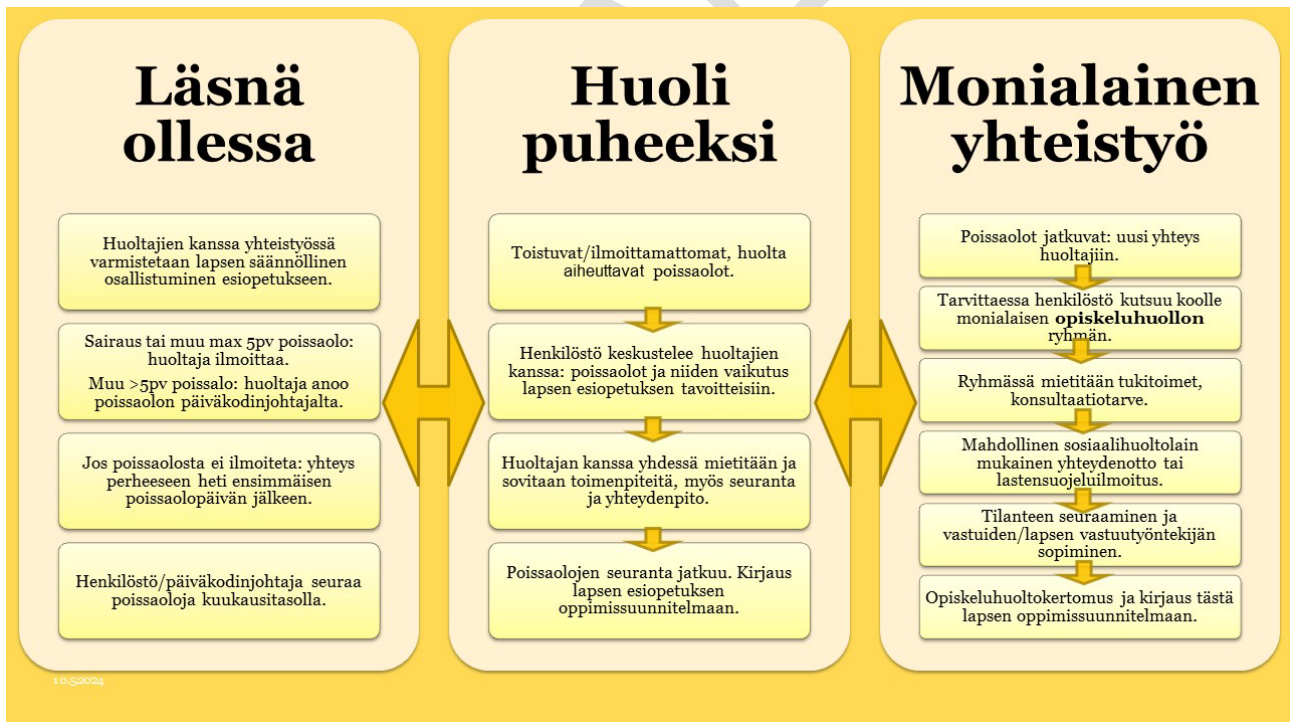 Läsnä
ollessa
Huoltajien kanssa yhteistyössä
varmistetaan lapsen säännöllinen
osallistuminen esiopetukseen.
Sairaus tai muu max 5pv poissaolo:
huoltaja ilmoittaa.
Muu >5pv poissalo: huoltaja anoo
poissaolon päiväkodinjohtajalta.
Jos poissaolosta ei ilmoiteta: yhteys
perheeseen heti ensimmäisen
poissaolopäivän jälkeen.
Henkilöstö/päiväkodinjohtaja seuraa
poissaoloja kuukausitasolla.
Huoli
puheeksi
Toistuvat/ilmoittamattomat, huolta
aiheuttavat poissaolot.
Henkilöstö keskustelee huoltajien
kanssa: poissaolot ja niiden vaikutus
lapsen esiopetuksen tavoitteisiin.
Huoltajan kanssa yhdessä mietitään ja
sovitaan toimenpiteitä, myös seuranta
ja yhteydenpito.
Poissaolojen seuranta jatkuu. Kirjaus
lapsen esiopetuksen
oppimissuunnitelmaan.
Monialainen
yhteistyö
Poissaolot jatkuvat: uusi yhteys
huoltajiin.
Tarvittaessa henkilöstö kutsuu koolle
monialaisen opiskeluhuollon
ryhmän.
Ryhmässä mietitään tukitoimet,
konsultaatiotarve.
Mahdollinen sosiaalihuoltolain
mukainen yhteydenotto tai
lastensuojeluilmoitus.
Tilanteen seuraaminen ja
vastuiden/lapsen vastuutyöntekijän
sopiminen.
Opiskeluhuoltokertomus ja kirjaus tästä
lapsen oppimissuunnitelmaan.
10.52024